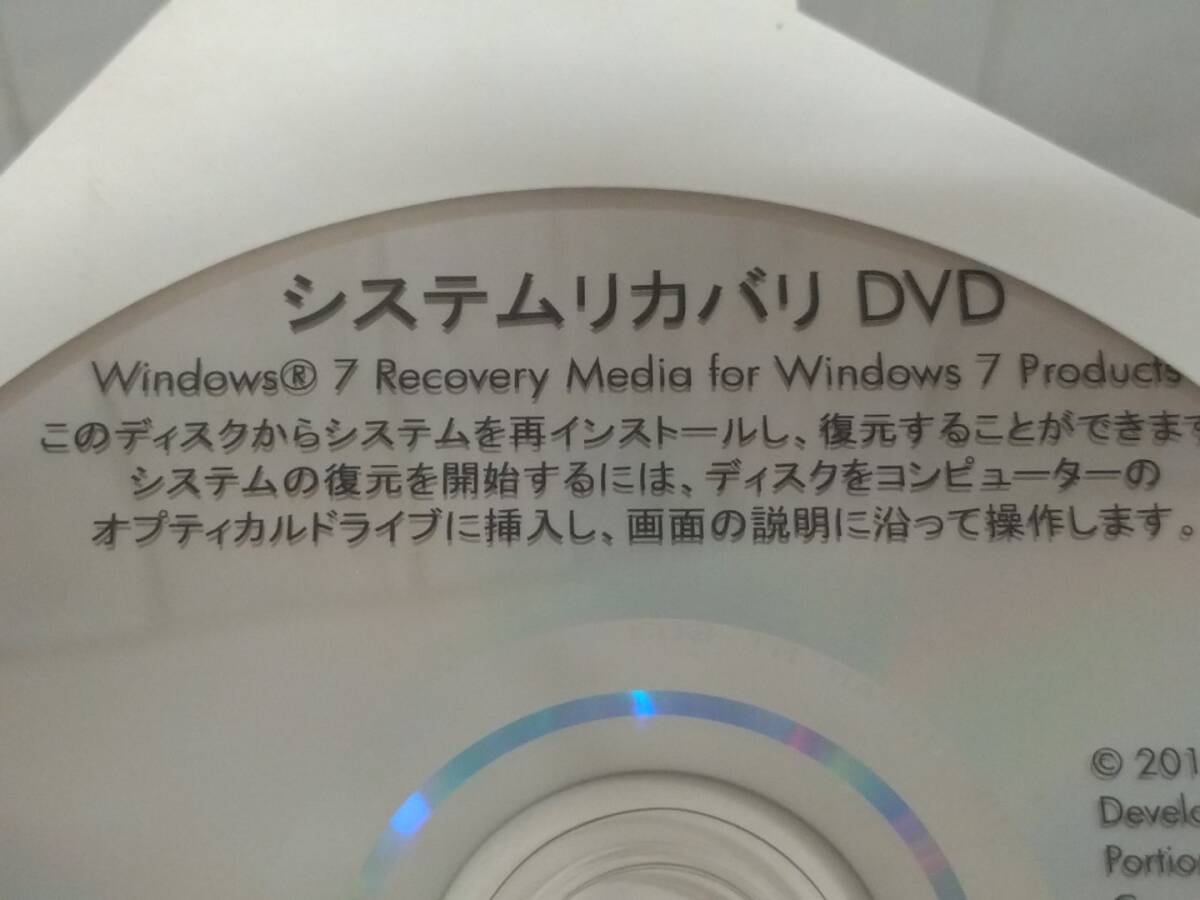 システムリカバリ DVD
Windows® 7 Recovery Media for Windows 7 Products
このディスクからシステムを再インストールし、復元することができます
システムの復元を開始するには、ディスクをコンピューターの
オプティカルドライブに挿入し、画面の説明に沿って操作します。
© 201
Develo
Portion